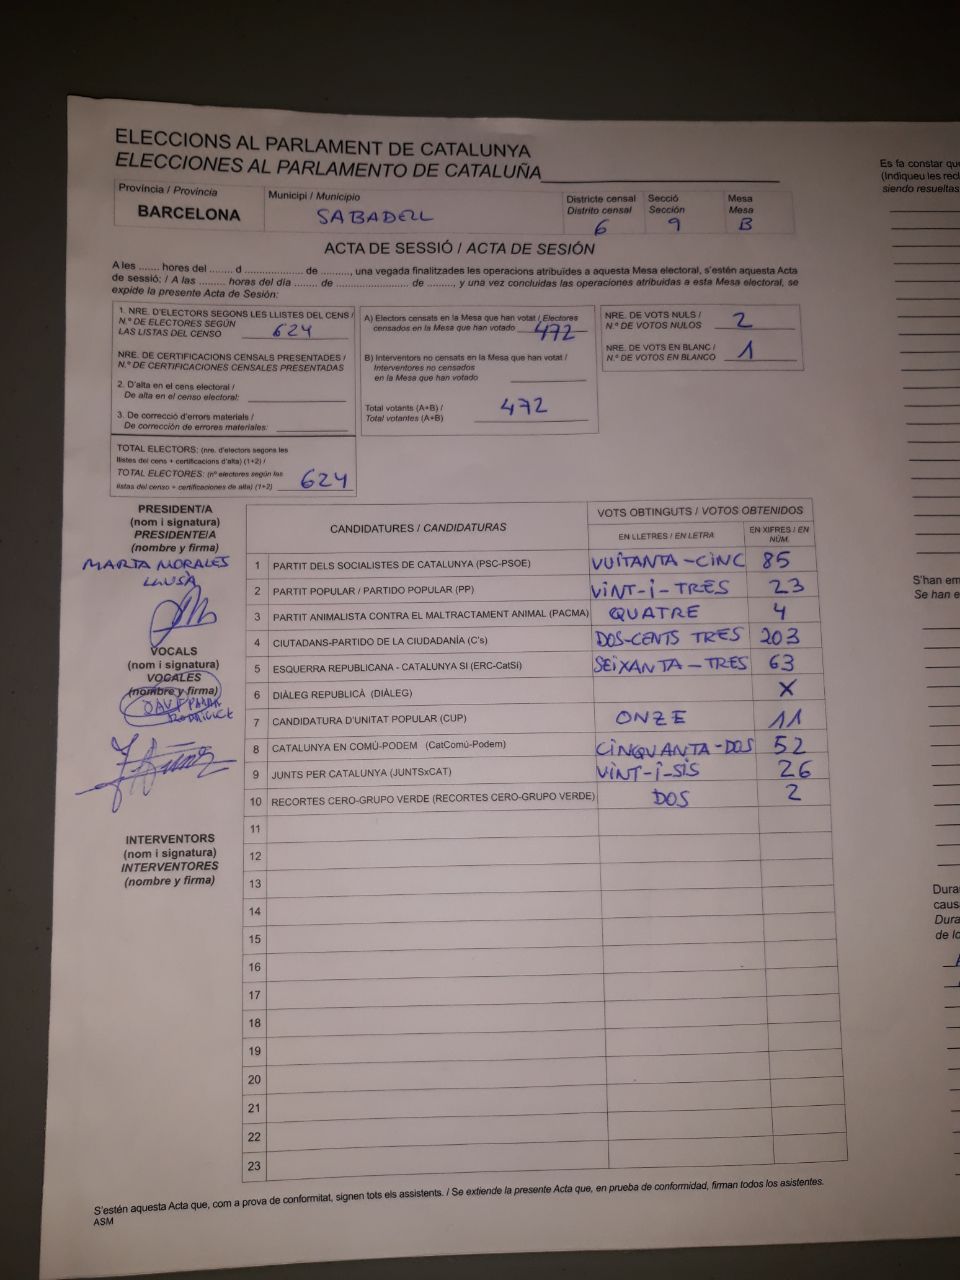 ELECCIONS AL PARLAMENT DE CATALUNYA
ELECCIONES AL PARLAMENTO DE CATALUÑA
Província / Provincia
BARCELONA
Municipi / Municipio
SABADELL
Districte censal
Distrito censal
6
Secció
Sección
9
Mesa
Mesa
B
ACTA DE SESSIÓ / ACTA DE SESIÓN
A les ....... hores del ....... d .................... de .........., una vegada finalitzades les operacions atribuïdes a aquesta Mesa electoral, s'estén aquesta Acta
de sessió: / A las ......... horas del día ....... de ......................... de ............, y una vez concluidas las operaciones atribuidas a esta Mesa electoral, se
expide la presente Acta de Sesión:
1. NRE. D'ELECTORS SEGONS LES LLISTES DEL CENS /
N.º DE ELECTORES SEGÚN
LAS LISTAS DEL CENSO 624
NRE. DE CERTIFICACIONS CENSALS PRESENTADES /
N.º DE CERTIFICACIONES CENSALES PRESENTADAS
2. D'alta en el cens electoral /
De alta en el censo electoral:
3. De correcció d'errors materials /
De corrección de errores materiales:
TOTAL ELECTORS: (nre. d'electors segons les
llistes del cens + certificacions d'alta) (1+2) /
TOTAL ELECTORES: (nº electores según las
listas del censo + certificaciones de alta) (1+2) 624
A) Electors censats en la Mesa que han votat / Electores
censados en la Mesa que han votado 472
B) Interventors no censats en la Mesa que han votat /
Interventores no censados
en la Mesa que han votado
Total votants (A+B) /
Total votantes (A+B) 472
NRE. DE VOTS NULS /
N.º DE VOTOS NULOS 2
NRE. DE VOTS EN BLANC /
N.º DE VOTOS EN BLANCO 1
PRESIDENT/A
(nom i signatura)
PRESIDENTE/A
(nombre y firma)
MARTA MORALES
VOCALS
(nom i signatura)
VOCALES
(nombre y firma)
INTERVENTORS
(nom i signatura)
INTERVENTORES
(nombre y firma)
CANDIDATURES / CANDIDATURAS
VOTS OBTINGUTS / VOTOS OBTENIDOS
EN LLETRES / EN LETRA
EN XIFRES / EN NÚM.
1 PARTIT DELS SOCIALISTES DE CATALUNYA (PSC-PSOE) VUITANTA-CINC 85
2 PARTIT POPULAR / PARTIDO POPULAR (PP) VINT-I-TRES 23
3 PARTIT ANIMALISTA CONTRA EL MALTRACTAMENT ANIMAL (PACMA) QUATRE 4
4 CIUTADANS-PARTIDO DE LA CIUDADANÍA (C's) DOS-CENTS TRES 203
5 ESQUERRA REPUBLICANA - CATALUNYA SI (ERC-CatSí) SEIXANTA-TRES 63
6 DIÀLEG REPUBLICÀ (DIÀLEG) X
7 CANDIDATURA D'UNITAT POPULAR (CUP) ONZE 11
8 CATALUNYA EN COMÚ-PODEM (CatComú-Podem) CINQUANTA-DOS 52
9 JUNTS PER CATALUNYA (JUNTSxCAT) VINT-I-SIS 26
10 RECORTES CERO-GRUPO VERDE (RECORTES CERO-GRUPO VERDE) DOS 2
11
12
13
14
15
16
17
18
19
20
21
22
23
S'estén aquesta Acta que, com a prova de conformitat, signen tots els assistents. / Se extiende la presente Acta que, en prueba de conformidad, firman todos los asistentes.
ASM
Es fa constar que
(Indiqueu les recl
siendo resueltas
S'han em
Se han e
Dura
caus
Dura
de lo